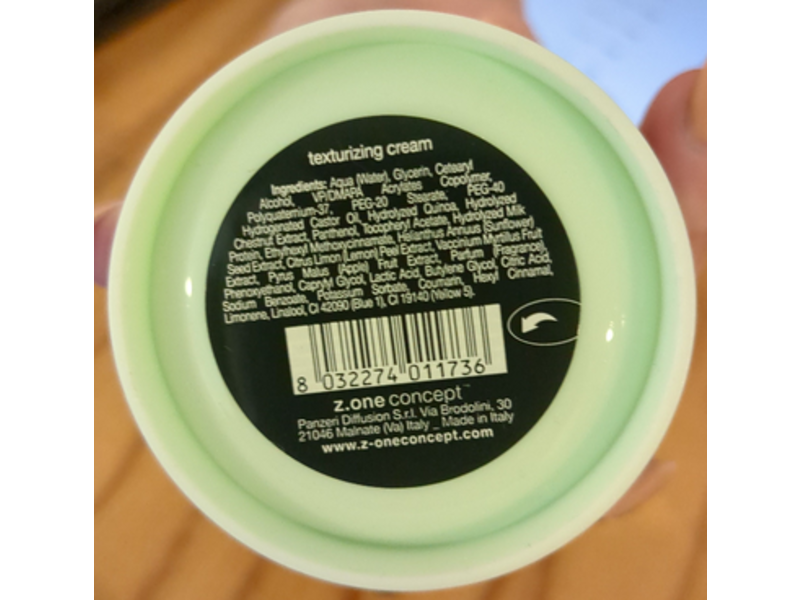 texturizing cream
Ingredients: Aqua (Water), Glycerin, Cetearyl
Alcohol, VP/DMAPA Acrylates Copolymer,
Polyquaternium-37, PEG-20 Stearate, PEG-40
Hydrogenated Castor Oil, Hydrolyzed Quinoa, Hydrolyzed
Chestnut Extract, Panthenol, Tocopheryl Acetate, Hydrolyzed Milk
Protein, Ethylhexyl Methoxycinnamate, Helianthus Annuus (Sunflower)
Seed Extract, Citrus Limon (Lemon) Peel Extract, Vaccinium Myrtillus Fruit
Extract, Pyrus Malus (Apple) Fruit Extract, Parfum (Fragrance),
Phenoxyethanol, Caprylyl Glycol, Lactic Acid, Butylene Glycol, Citric Acid,
Sodium Benzoate, Potassium Sorbate, Coumarin, Hexyl Cinnamal,
Limonene, Linalool, CI 42090 (Blue 1), CI 19140 (Yellow 5).
8 032274 011736
z.one concept™
Panzeri Diffusion S.r.l. Via Brodolini, 30
21046 Malnate (Va) Italy _ Made in Italy
www.z-oneconcept.com